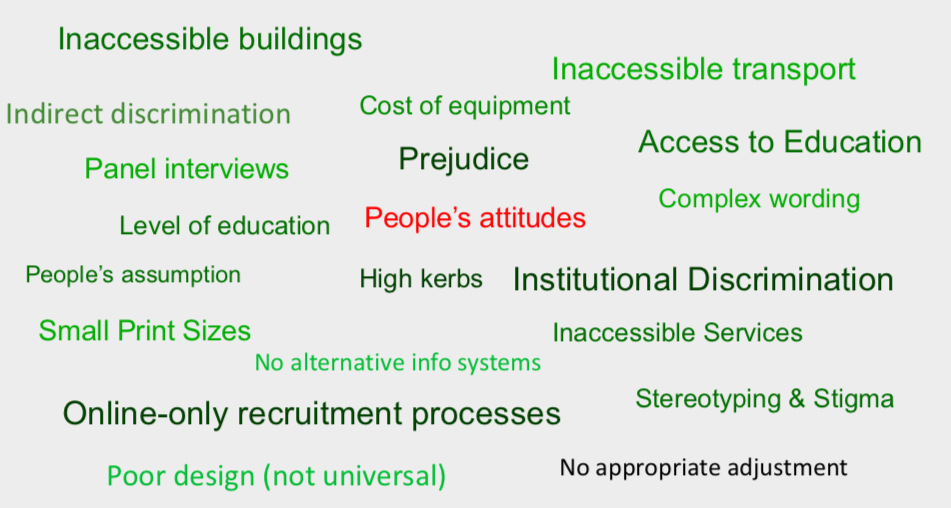 Inaccessible buildings
Inaccessible transport
Indirect discrimination
Cost of equipment
Access to Education
Panel interviews
Prejudice
Complex wording
Level of education
People’s attitudes
People’s assumption
High kerbs
Institutional Discrimination
Small Print Sizes
Inaccessible Services
No alternative info systems
Online-only recruitment processes
Stereotyping & Stigma
Poor design (not universal)
No appropriate adjustment